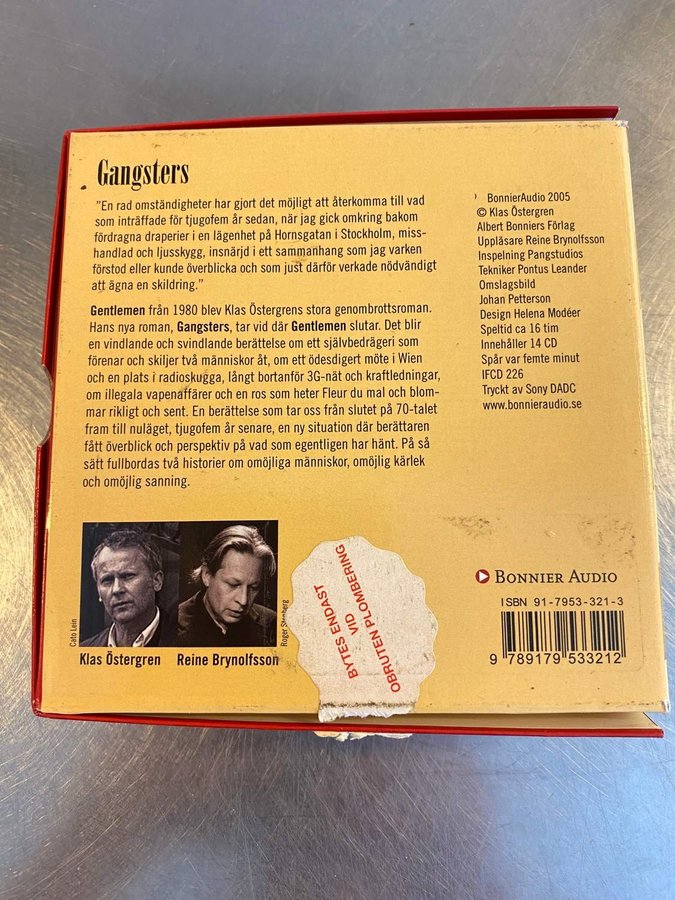 Gangsters
”En rad omständigheter har gjort det möjligt att återkomma till vad
som inträffade för tjugofem år sedan, när jag gick omkring bakom
fördragna draperier i en lägenhet på Hornsgatan i Stockholm, miss-
handlad och ljusskygg, insnärjd i ett sammanhang som jag varken
förstod eller kunde överblicka och som just därför verkade nödvändigt
att ägna en skildring.”
Gentlemen från 1980 blev Klas Östergrens stora genombrottsroman.
Hans nya roman, Gangsters, tar vid där Gentlemen slutar. Det blir
en vindlande och svindlande berättelse om ett självbedrägeri som
förenar och skiljer två människor åt, om ett ödesdigert möte i Wien
och en plats i radioskugga, långt bortanför 3G-nät och kraftledningar,
om illegala vapenaffärer och en ros som heter Fleur du mal och blom-
mar rikligt och sent. En berättelse som tar oss från slutet på 70-talet
fram till nuläget, tjugofem år senare, en ny situation där berättaren
fått överblick och perspektiv på vad som egentligen har hänt. På så
sätt fullbordas två historier om omöjliga människor, omöjlig kärlek
och omöjlig sanning.
BonnierAudio 2005
© Klas Östergren
Albert Bonniers Förlag
Uppläsare Reine Brynolfsson
Inspelning Pangstudios
Tekniker Pontus Leander
Omslagsbild
Johan Petterson
Design Helena Modéer
Speltid ca 16 tim
Innehåller 14 CD
Spår var femte minut
IFCD 226
Tryckt av Sony DADC
www.bonnieraudio.se
Cato Lein
Roger
Klas Östergren
Reine Brynolfsson
BYTES ENDAST
VID
OBRUTEN PLOMBERING
BONNIER AUDIO
ISBN 91-7953-321-3
9 789179 533212